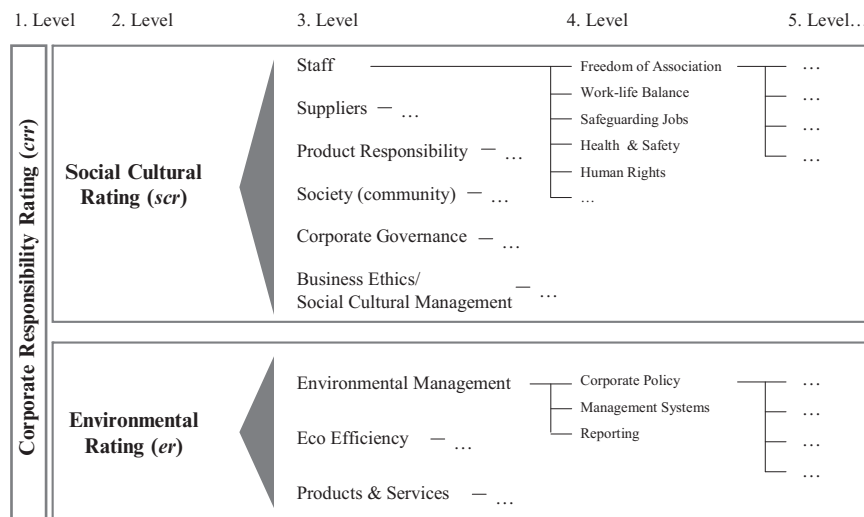 1. Level 2. Level 3. Level 4. Level 5. Level…
Corporate Responsibility Rating (crr)
Social Cultural
Rating (scr)
Staff
Freedom of Association
…
Work-life Balance
…
Suppliers – …
Safeguarding Jobs
…
Product Responsibility – …
Health & Safety
…
Human Rights
Society (community) – …
…
Corporate Governance – …
Business Ethics/
Social Cultural Management – …
Environmental
Rating (er)
Environmental Management
Corporate Policy
…
Management Systems
…
Eco Efficiency – …
Reporting
…
…
Products & Services – …